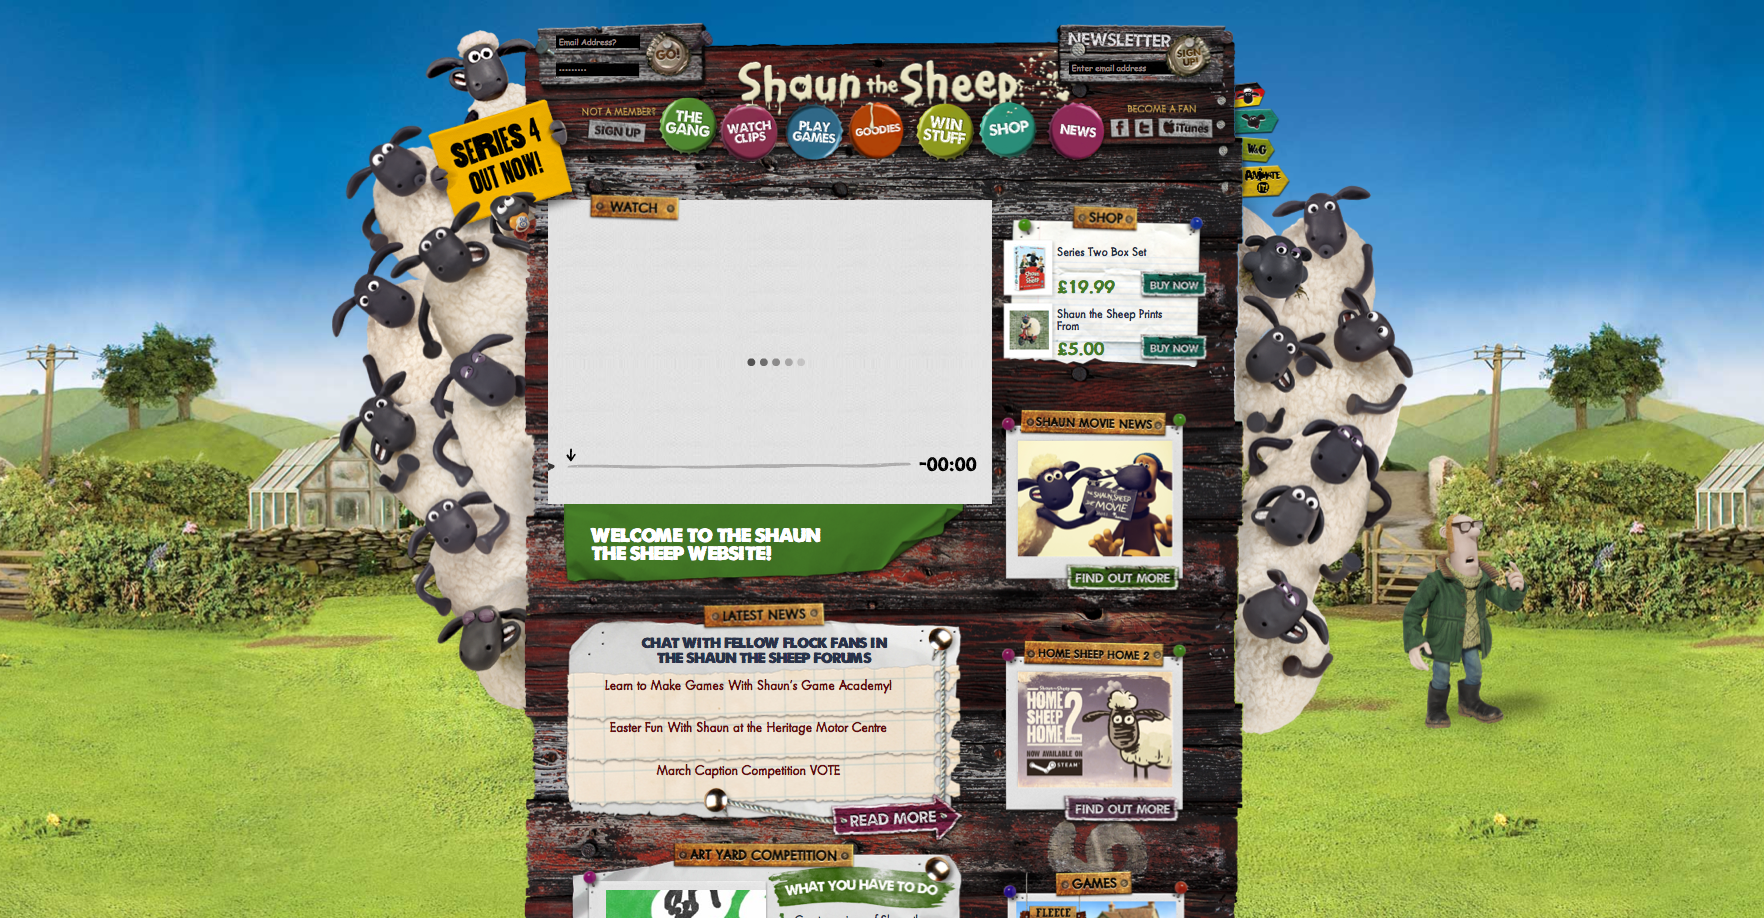 Email Address?
GO!
NEWSLETTER
SIGN UP!
Enter email address
Shaun the Sheep
NOT A MEMBER?
SIGN UP
THE GANG
WATCH CLIPS
PLAY GAMES
GOODIES
WIN STUFF
SHOP
NEWS
BECOME A FAN
f
t
iTunes
SERIES 4
OUT NOW!
W&G
ANIMATE IT!
WATCH
-00:00
SHOP
Series Two Box Set
£19.99
BUY NOW
Shaun the Sheep Prints
From
£5.00
BUY NOW
WELCOME TO THE SHAUN
THE SHEEP WEBSITE!
SHAUN MOVIE NEWS
SHAUN SHEEP
MOVIE
FIND OUT MORE
LATEST NEWS
CHAT WITH FELLOW FLOCK FANS IN
THE SHAUN THE SHEEP FORUMS
Learn to Make Games With Shaun's Game Academy!
Easter Fun With Shaun at the Heritage Motor Centre
March Caption Competition VOTE
READ MORE
HOME SHEEP HOME 2
HOME
SHEEP
HOME 2
NOW AVAILABLE ON
STEAM
FIND OUT MORE
ART YARD COMPETITION
WHAT YOU HAVE TO DO
GAMES
FLEECE